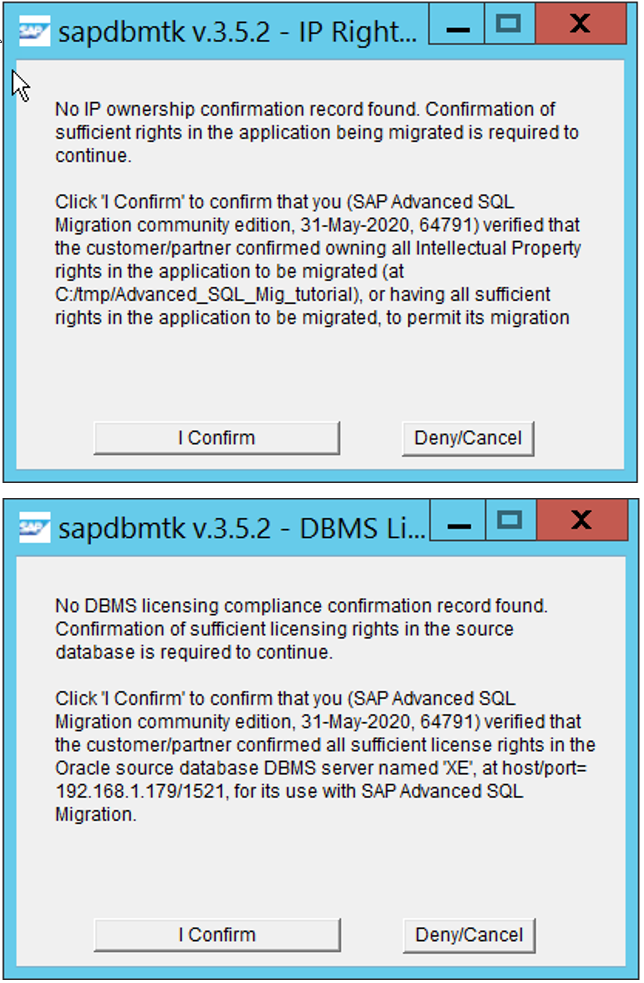 SAP sapdbmtk v.3.5.2 - IP Right...
No IP ownership confirmation record found. Confirmation of
sufficient rights in the application being migrated is required to
continue.
Click 'I Confirm' to confirm that you (SAP Advanced SQL
Migration community edition, 31-May-2020, 64791) verified that
the customer/partner confirmed owning all Intellectual Property
rights in the application to be migrated (at
C:/tmp/Advanced_SQL_Mig_tutorial), or having all sufficient
rights in the application to be migrated, to permit its migration
I Confirm Deny/Cancel
SAP sapdbmtk v.3.5.2 - DBMS Li...
No DBMS licensing compliance confirmation record found.
Confirmation of sufficient licensing rights in the source
database is required to continue.
Click 'I Confirm' to confirm that you (SAP Advanced SQL
Migration community edition, 31-May-2020, 64791) verified that
the customer/partner confirmed all sufficient license rights in the
Oracle source database DBMS server named 'XE', at host/port=
192.168.1.179/1521, for its use with SAP Advanced SQL
Migration.
I Confirm Deny/Cancel